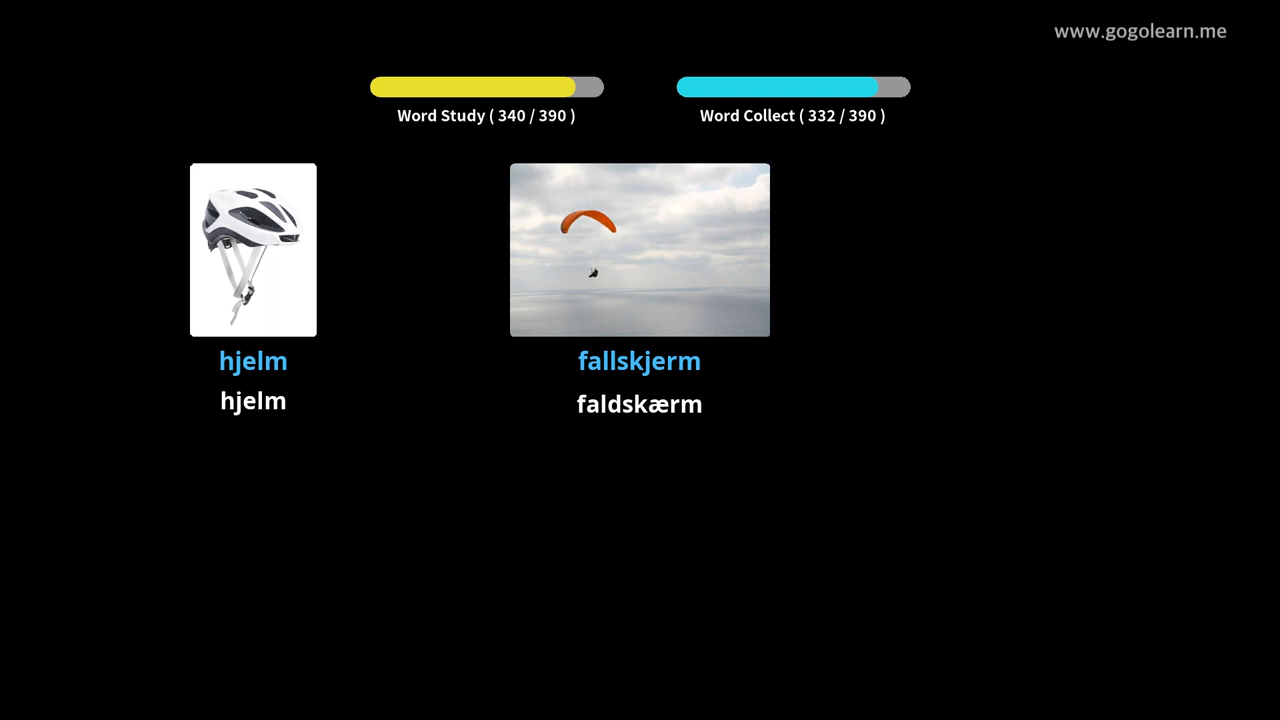 www.gogolearn.me
Word Study ( 340 / 390 )
Word Collect ( 332 / 390 )
hjelm
hjelm
fallskjerm
faldskærm